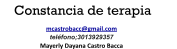 Constancia de terapia
mcastrobacc@gmail.com
teléfono;3013929357
Mayerly Dayana Castro Bacca